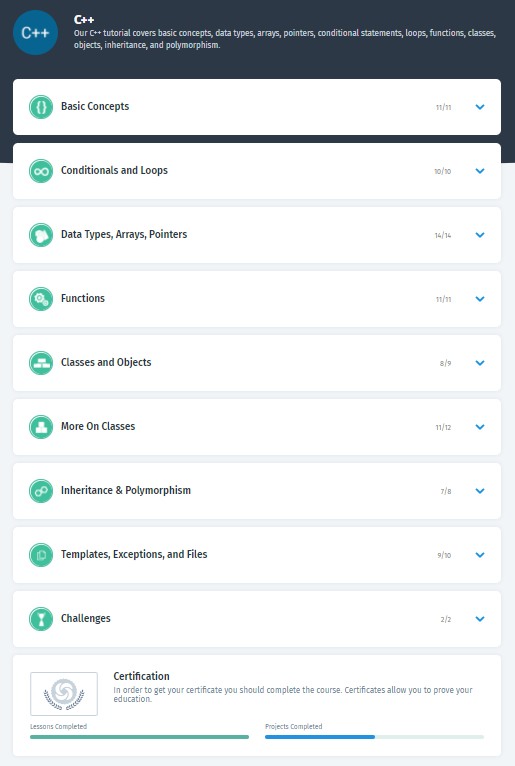 C++
C++
Our C++ tutorial covers basic concepts, data types, arrays, pointers, conditional statements, loops, functions, classes,
objects, inheritance, and polymorphism.
Basic Concepts 11/11
Conditionals and Loops 10/10
Data Types, Arrays, Pointers 14/14
Functions 11/11
Classes and Objects 8/9
More On Classes 11/12
Inheritance & Polymorphism 7/8
Templates, Exceptions, and Files 9/10
Challenges 2/2
Certification
In order to get your certificate you should complete the course. Certificates allow you to prove your
education.
Lessons Completed Projects Completed